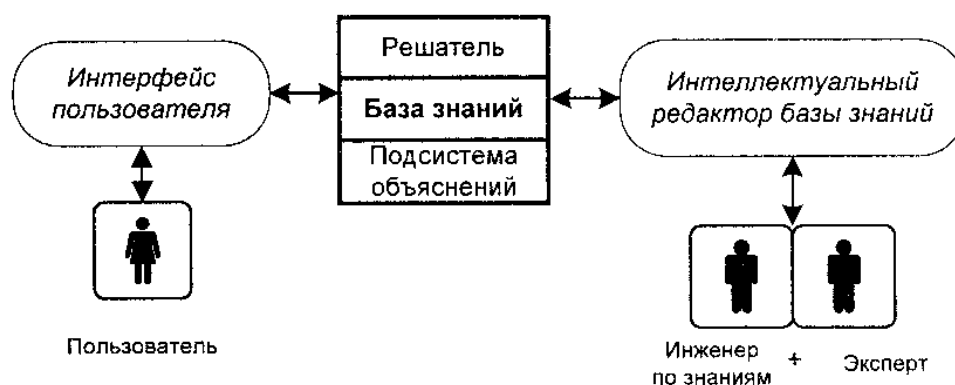 Решатель
Интерфейс
пользователя
База знаний
Интеллектуальный
редактор базы знаний
Подсистема
объяснений
Пользователь
Инженер
по знаниям
+
Эксперт